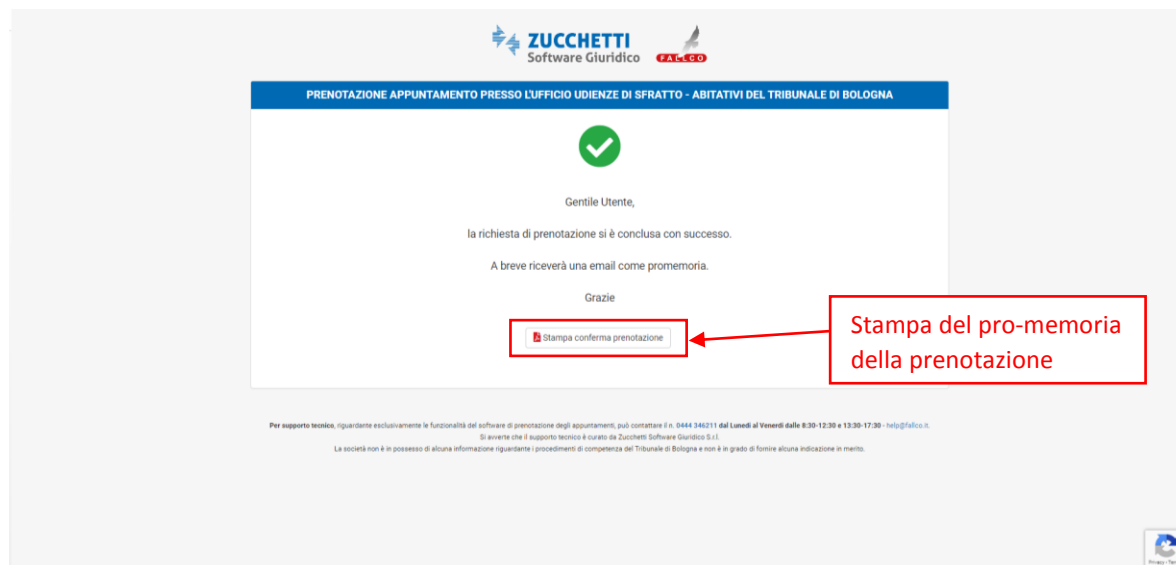 ZUCCHETTI
Software Giuridico
FALLCO
PRENOTAZIONE APPUNTAMENTO PRESSO L'UFFICIO UDIENZE DI SFRATTO - ABITATIVI DEL TRIBUNALE DI BOLOGNA
Gentile Utente,
la richiesta di prenotazione si è conclusa con successo.
A breve riceverà una email come promemoria.
Grazie
Stampa conferma prenotazione
Stampa del pro-memoria
della prenotazione
Per supporto tecnico, riguardante esclusivamente le funzionalità del software di prenotazione degli appuntamenti, può contattare il n. 0444 346211 dal Lunedì al Venerdì dalle 8:30-12:30 e 13:30-17:30 - help@fallco.it.
Si avverte che il supporto tecnico è curato da Zucchetti Software Giuridico S.r.l.
La società non è in possesso di alcuna informazione riguardante i procedimenti di competenza del Tribunale di Bologna e non è in grado di fornire alcuna indicazione in merito.